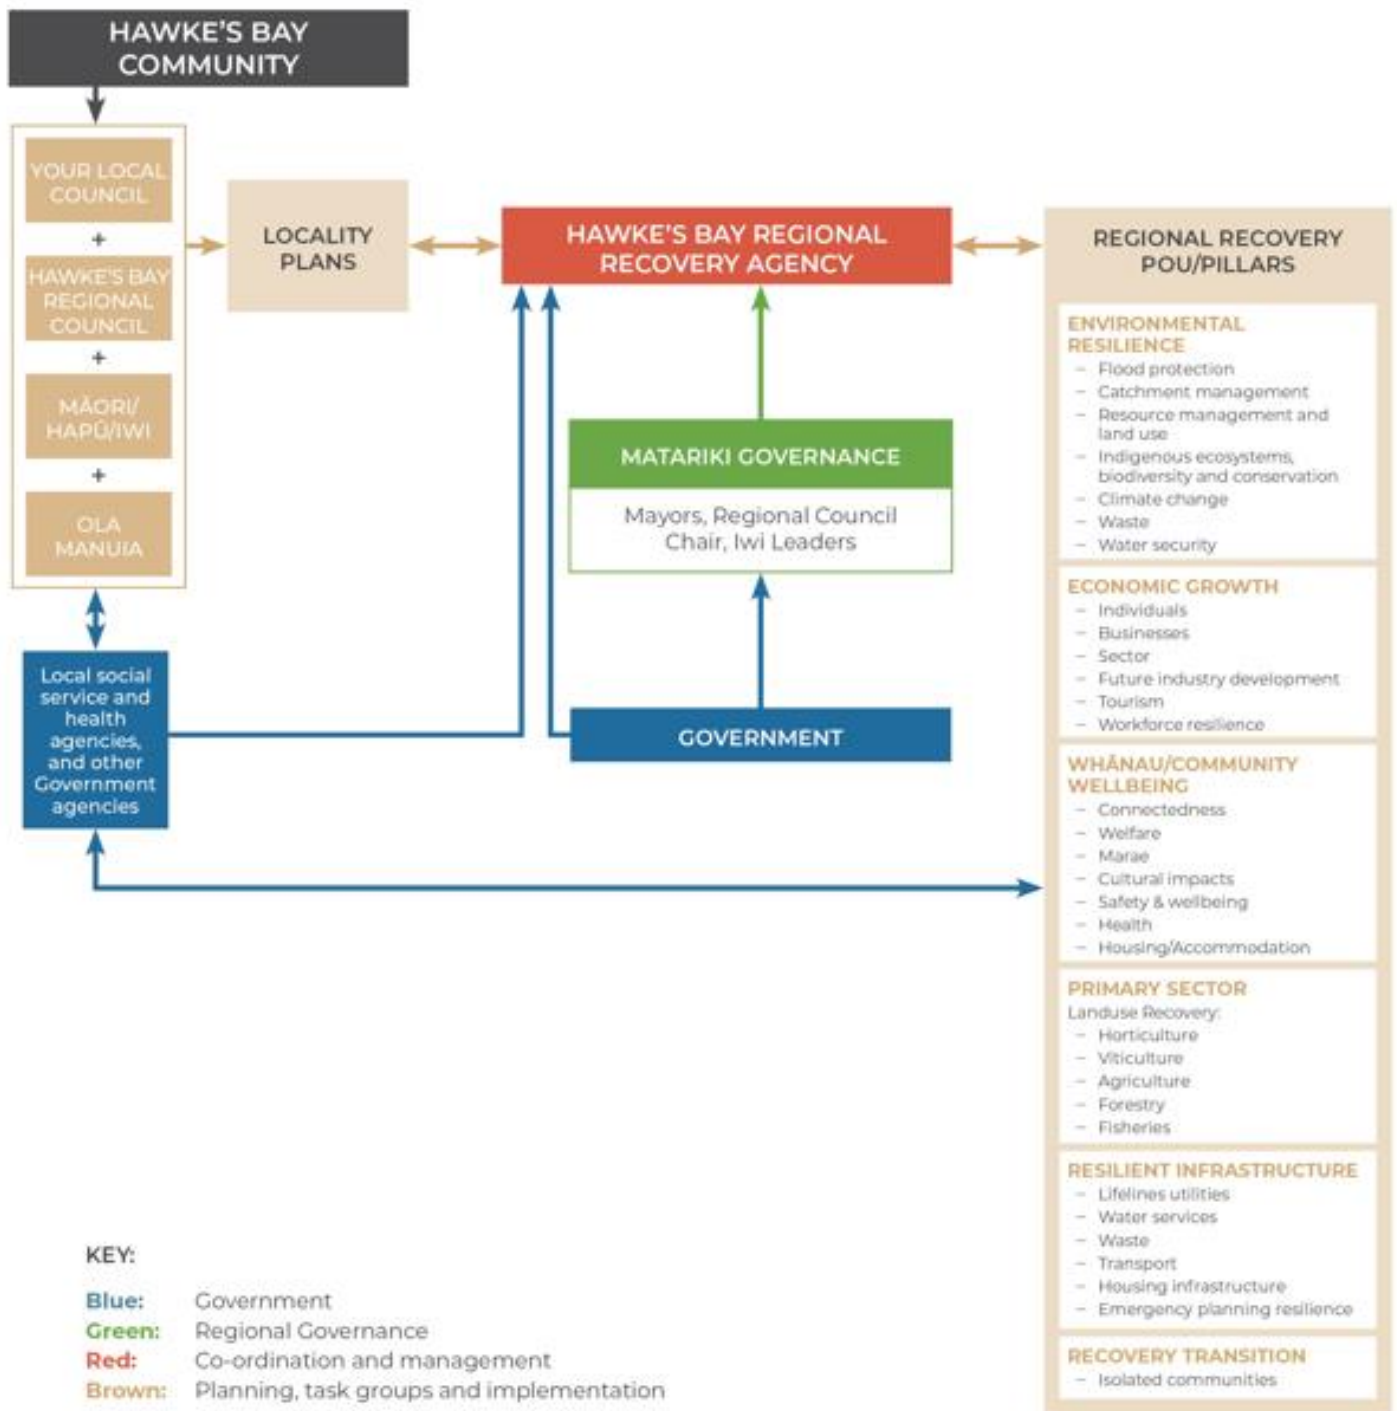 HAWKE'S BAY
COMMUNITY
YOUR LOCAL
COUNCIL
+
HAWKE'S BAY
REGIONAL
COUNCIL
+
MĀORI/
HAPŪ/IWI
+
OLA
MANUIA
Local social
service and
health
agencies,
and other
Government
agencies
LOCALITY
PLANS
HAWKE'S BAY REGIONAL
RECOVERY AGENCY
MATARIKI GOVERNANCE
Mayors, Regional Council
Chair, Iwi Leaders
GOVERNMENT
REGIONAL RECOVERY
POU/PILLARS
ENVIRONMENTAL
RESILIENCE
– Flood protection
– Catchment management
– Resource management and
land use
– Indigenous ecosystems,
biodiversity and conservation
– Climate change
– Waste
– Water security
ECONOMIC GROWTH
– Individuals
– Businesses
– Sector
– Future industry development
– Tourism
– Workforce resilience
WHĀNAU/COMMUNITY
WELLBEING
– Connectedness
– Welfare
– Marae
– Cultural impacts
– Safety & wellbeing
– Health
– Housing/Accommodation
PRIMARY SECTOR
Landuse Recovery:
– Horticulture
– Viticulture
– Agriculture
– Forestry
– Fisheries
RESILIENT INFRASTRUCTURE
– Lifelines utilities
– Water services
– Waste
– Transport
– Housing infrastructure
– Emergency planning resilience
RECOVERY TRANSITION
– Isolated communities
KEY:
Blue: Government
Green: Regional Governance
Red: Co-ordination and management
Brown: Planning, task groups and implementation